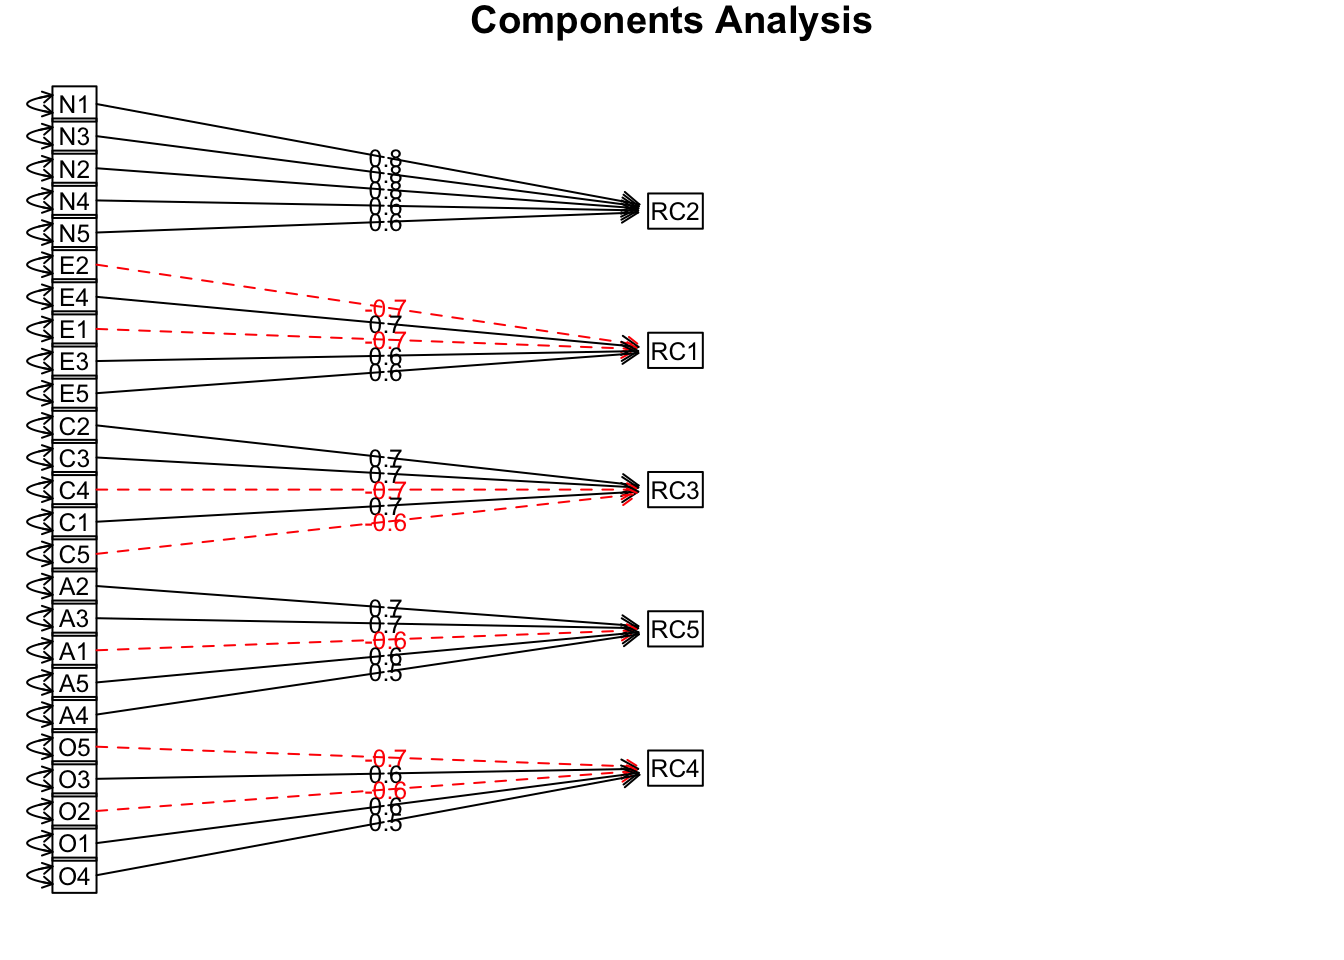 Components Analysis
N1
N3
N2
N4
N5
E2
E4
E1
E3
E5
C2
C3
C4
C1
C5
A2
A3
A1
A5
A4
O5
O3
O2
O1
O4
0.8
0.8
0.8
0.6
0.6
-0.7
0.7
-0.7
0.6
0.6
0.7
0.7
-0.7
0.7
-0.6
0.7
0.7
-0.6
0.6
0.5
-0.7
0.6
-0.6
0.6
0.5
RC2
RC1
RC3
RC5
RC4